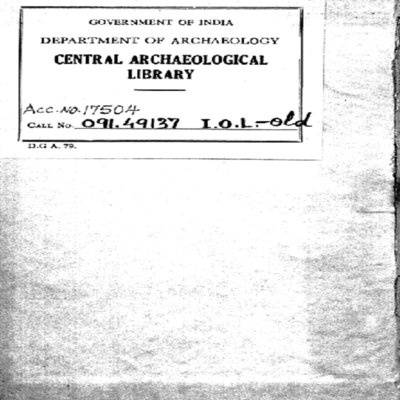 GOVERNMENT OF INDIA
DEPARTMENT OF ARCHAEOLOGY
CENTRAL ARCHAEOLOGICAL
LIBRARY
Acc. No. 17504
CALL No. 091.49137 I.O.L.-old
D.G A. 79.